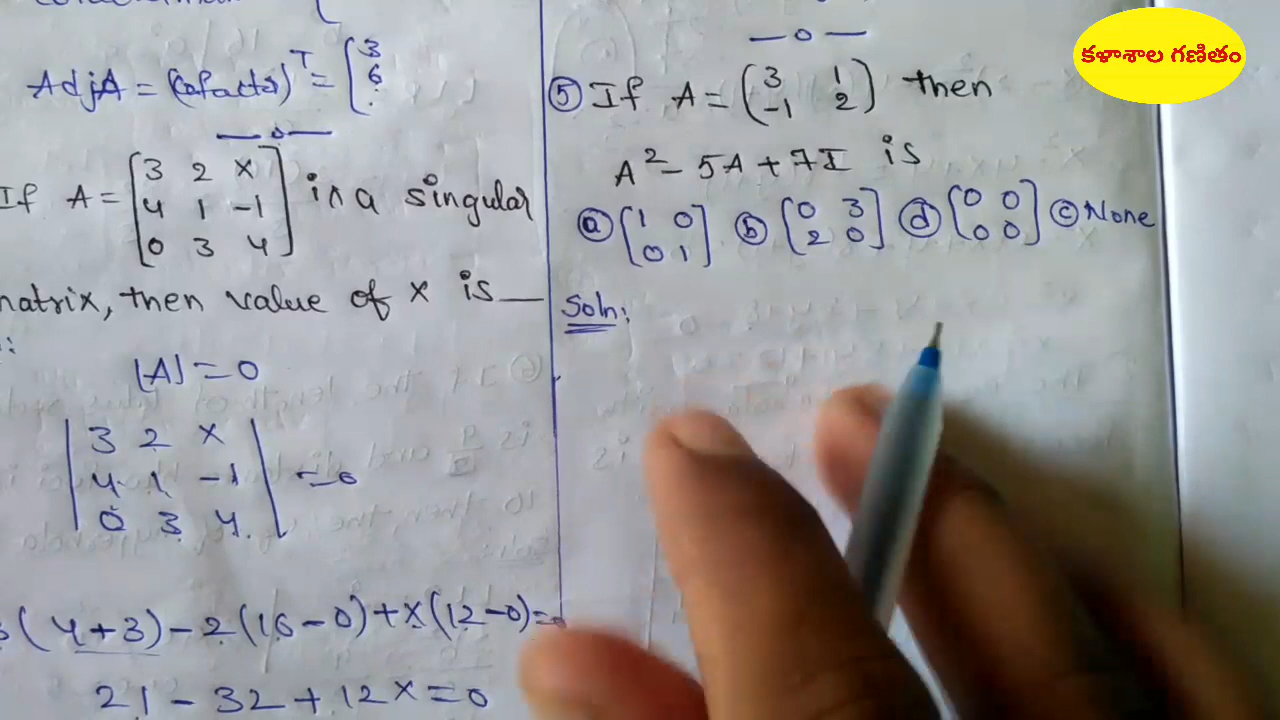 Adj A = (Cofactor)ᵀ = [3
6
If A = [3 2 x
4 1 -1
0 3 4] is a singular
matrix, then value of x is __
|A| = 0
|3 2 x
4 1 -1
0 3 4| = 0
(4+3) - 2(16-0) + x(12-0) = 0
21 - 32 + 12x = 0
కళాశాల గణితం
—0—
⑤ If A = (3 1
-1 2) then
A² - 5A + 7I is
ⓐ [1 0
0 1] ⓑ [0 3
2 0] ⓓ [0 0
0 0] ⓒ None
Soln: